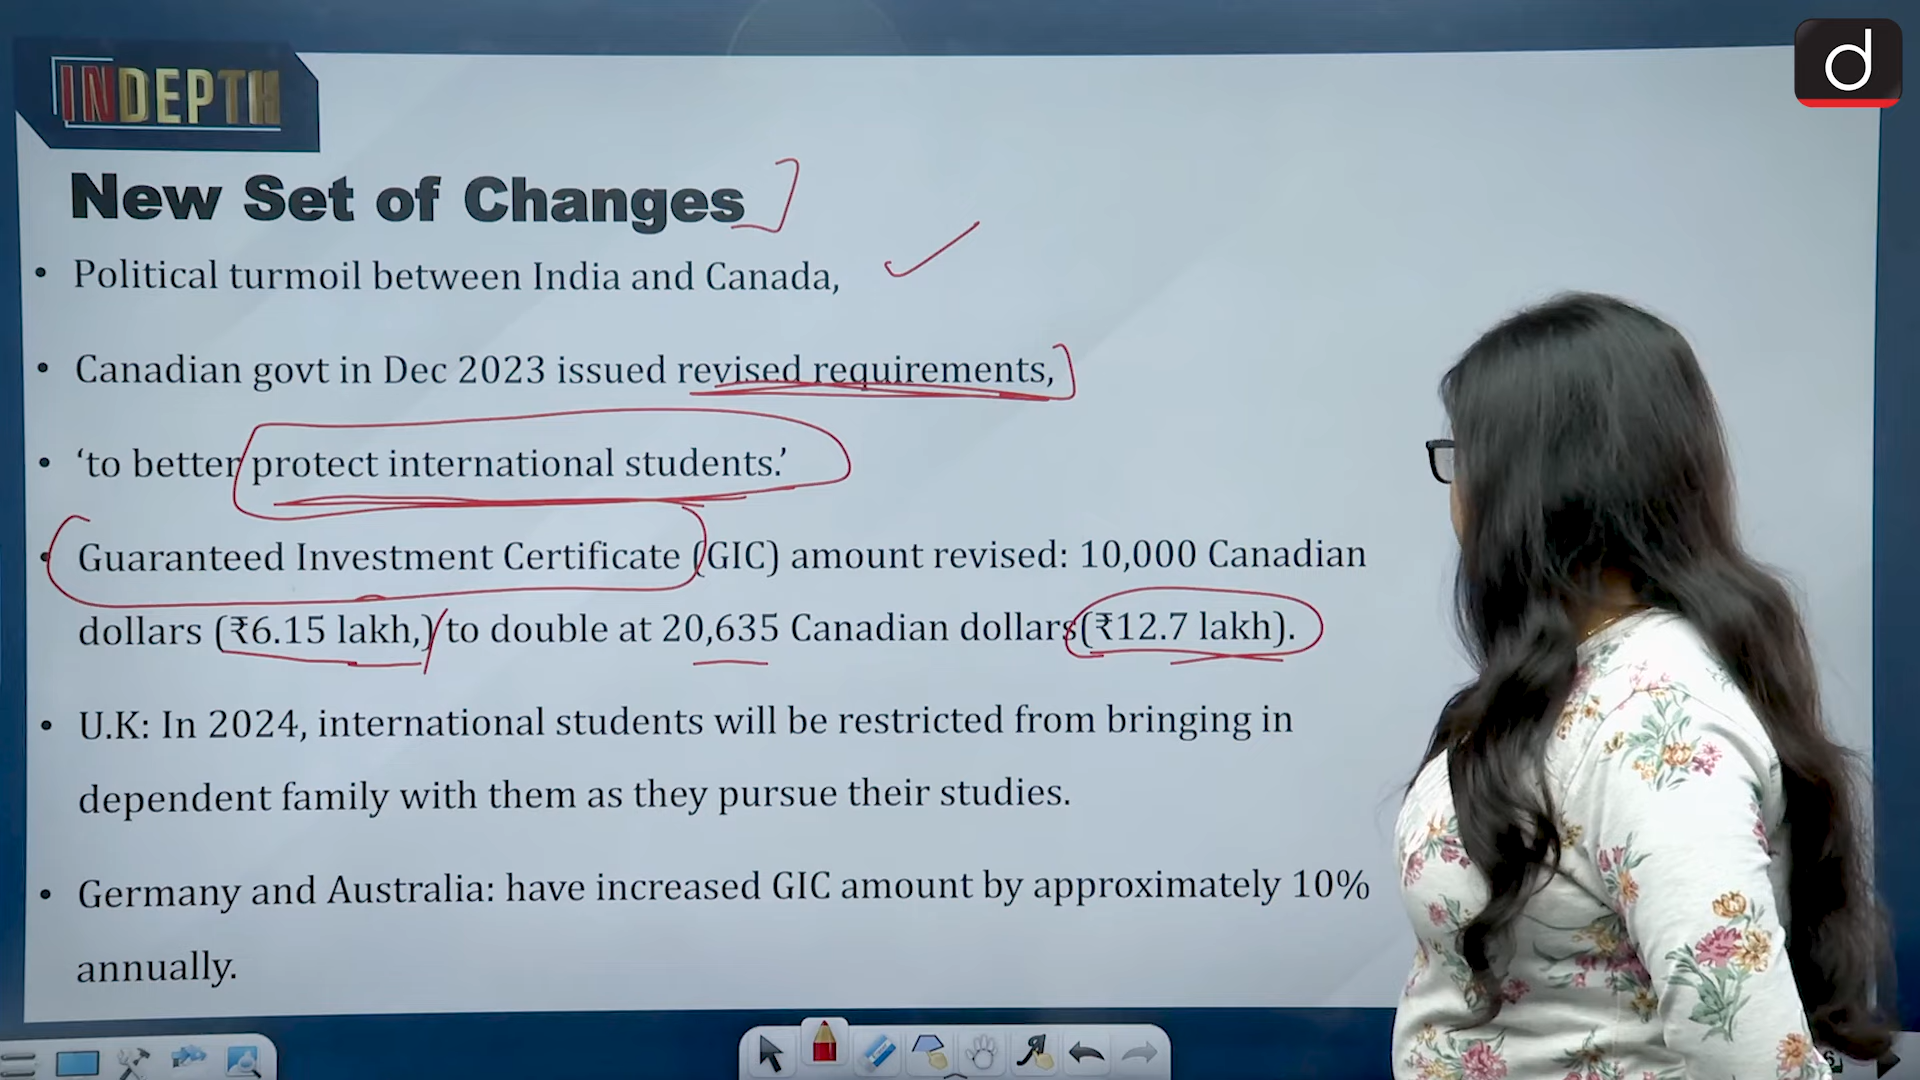 INDEPTH
d
New Set of Changes
• Political turmoil between India and Canada,
• Canadian govt in Dec 2023 issued revised requirements,
• ‘to better protect international students.’
• Guaranteed Investment Certificate (GIC) amount revised: 10,000 Canadian
dollars (₹6.15 lakh,) to double at 20,635 Canadian dollars(₹12.7 lakh).
• U.K: In 2024, international students will be restricted from bringing in
dependent family with them as they pursue their studies.
• Germany and Australia: have increased GIC amount by approximately 10%
annually.